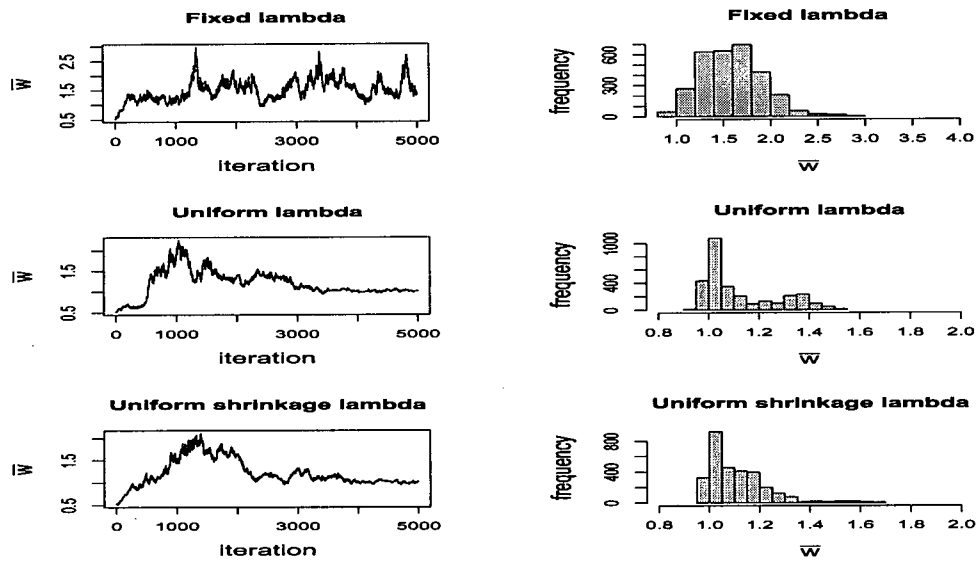 Fixed lambda
w̅
0.5 1.5 2.5
0 1000 3000 5000
iteration
Fixed lambda
frequency
0 300 600
1.0 1.5 2.0 2.5 3.0 3.5 4.0
w̅
Uniform lambda
w̅
0.5 1.5
0 1000 3000 5000
iteration
Uniform lambda
frequency
0 400 1000
0.8 1.0 1.2 1.4 1.6 1.8 2.0
w̅
Uniform shrinkage lambda
w̅
0.5 1.5
0 1000 3000 5000
iteration
Uniform shrinkage lambda
frequency
0 400 800
0.8 1.0 1.2 1.4 1.6 1.8 2.0
w̅